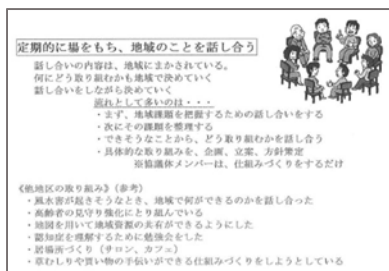 定期的に場をもち、地域のことを話し合う
話し合いの内容は、地域にまかされている。
何にどう取り組むかも地域で決めていく
話し合いをしながら決めていく
流れとして多いのは・・・
・まず、地域課題を把握するための話し合いをする
・次にその課題を整理する
・できそうなことから、どう取り組むかを話し合う
・具体的な取り組みを、企画、立案、方針策定
※協議体メンバーは、仕組みづくりをするだけ
《他地区の取り組み》(参考)
・風水害が起きそうなとき、地域で何ができるのかを話し合った
・高齢者の見守り強化にとり組んでいる
・地図を用いて地域資源の共有ができるようにした
・認知症を理解するために勉強会をした
・居場所づくり(サロン、カフェ)
・草むしりや買い物の手伝いができる仕組みづくりをしようとしている